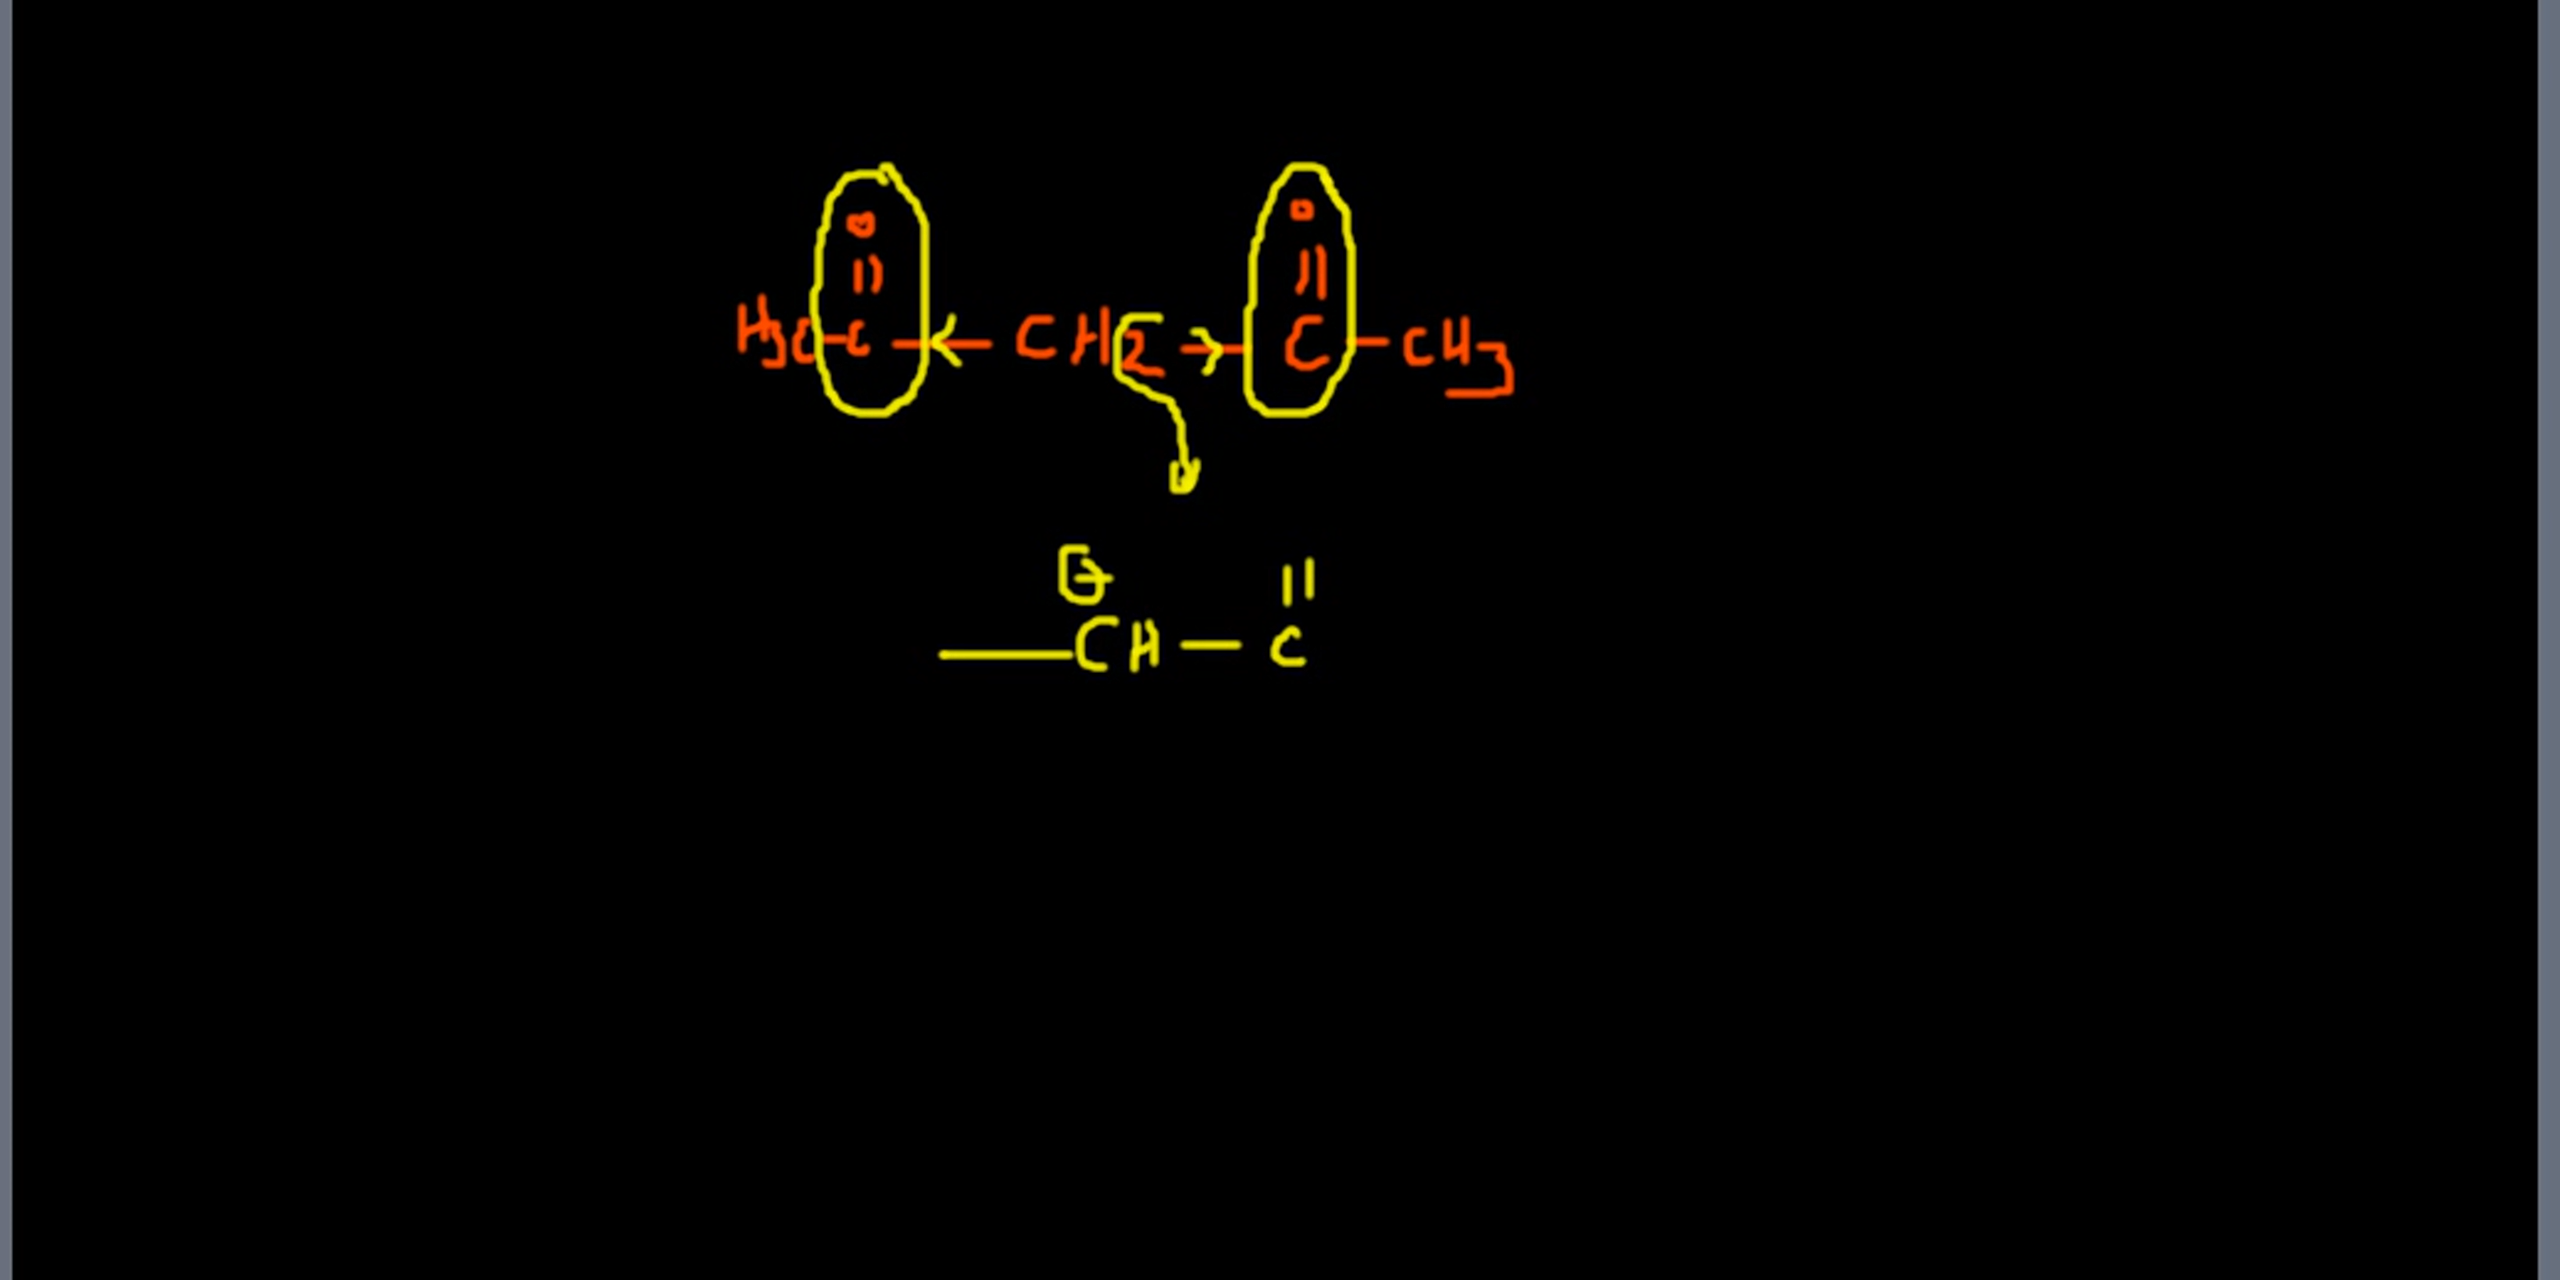 O O
|| ||
H3C-C — CH2 — C-CH3
⊖ ||
—CH-C